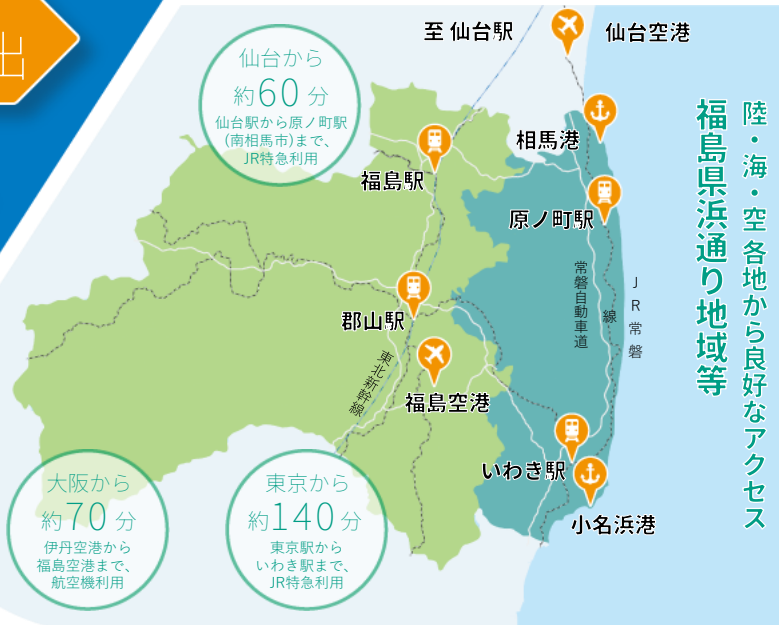 出
陸・海・空 各地から良好なアクセス
福島県浜通り地域等
至 仙台駅
仙台空港
仙台から
約60分
仙台駅から原ノ町駅
(南相馬市)まで、
JR特急利用
相馬港
福島駅
原ノ町駅
常磐自動車道
JR常磐
線
郡山駅
東北新幹線
福島空港
いわき駅
小名浜港
大阪から
約70分
伊丹空港から
福島空港まで、
航空機利用
東京から
約140分
東京駅から
いわき駅まで、
JR特急利用